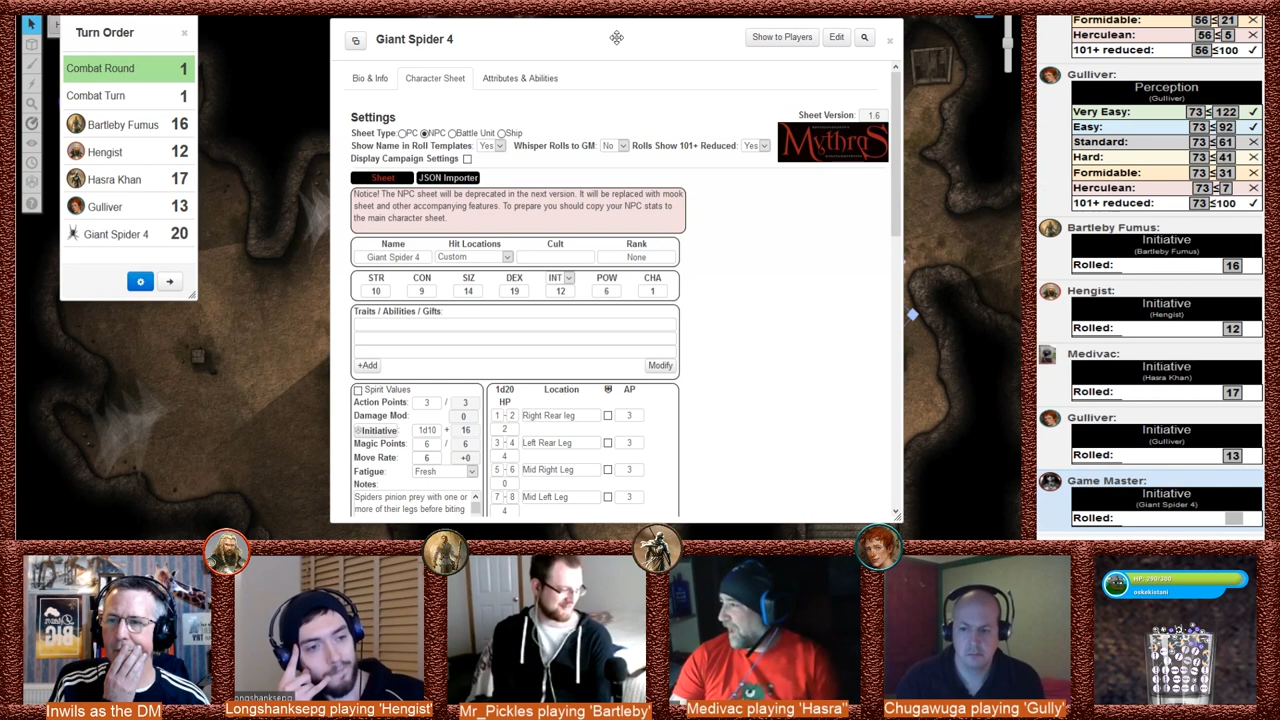 Turn Order
×
Combat Round 1
Combat Turn 1
Bartleby Fumus 16
Hengist 12
Hasra Khan 17
Gulliver 13
Giant Spider 4 20
Giant Spider 4
Show to Players
Edit
×
Bio & Info
Character Sheet
Attributes & Abilities
Settings
Sheet Version: 1.6
Sheet Type: PC NPC Battle Unit Ship
Show Name in Roll Templates: Yes Whisper Rolls to GM: No Rolls Show 101+ Reduced: Yes
Display Campaign Settings
MYTHRAS
Sheet
JSON Importer
Notice! The NPC sheet will be deprecated in the next version. It will be replaced with mook
sheet and other accompanying features. To prepare you should copy your NPC stats to
the main character sheet.
Name Hit Locations Cult Rank
Giant Spider 4 Custom None
STR CON SIZ DEX INT POW CHA
10 9 14 19 12 6 1
Traits / Abilities / Gifts:
+Add
Modify
Spirit Values
Action Points: 3 / 3
Damage Mod: 0
Initiative: 1d10 + 16
Magic Points: 6 / 6
Move Rate: 6 +0
Fatigue: Fresh
Notes:
Spiders pinion prey with one or
more of their legs before biting
1d20 Location AP
HP
1 - 2 Right Rear leg 3
2
3 - 4 Left Rear Leg 3
4
5 - 6 Mid Right Leg 3
0
7 - 8 Mid Left Leg 3
4
Formidable: 56 ≤ 21
Herculean: 56 ≤ 5
101+ reduced: 56 ≤100 ✓
Gulliver:
Perception
(Gulliver)
Very Easy: 73 ≤ 122 ✓
Easy: 73 ≤ 92 ✓
Standard: 73 ≤ 61
Hard: 73 ≤ 41
Formidable: 73 ≤ 31
Herculean: 73 ≤ 7
101+ reduced: 73 ≤100 ✓
Bartleby Fumus:
Initiative
(Bartleby Fumus)
Rolled: 16
Hengist:
Initiative
(Hengist)
Rolled: 12
Medivac:
Initiative
(Hasra Khan)
Rolled: 17
Gulliver:
Initiative
(Gulliver)
Rolled: 13
Game Master:
Initiative
(Giant Spider 4)
Rolled:
BIG
Inwils as the DM
Longshanksepg playing 'Hengist'
Mr_Pickles playing 'Bartleby'
Medivac playing 'Hasra"
Chugawuga playing 'Gully'
oskekistani